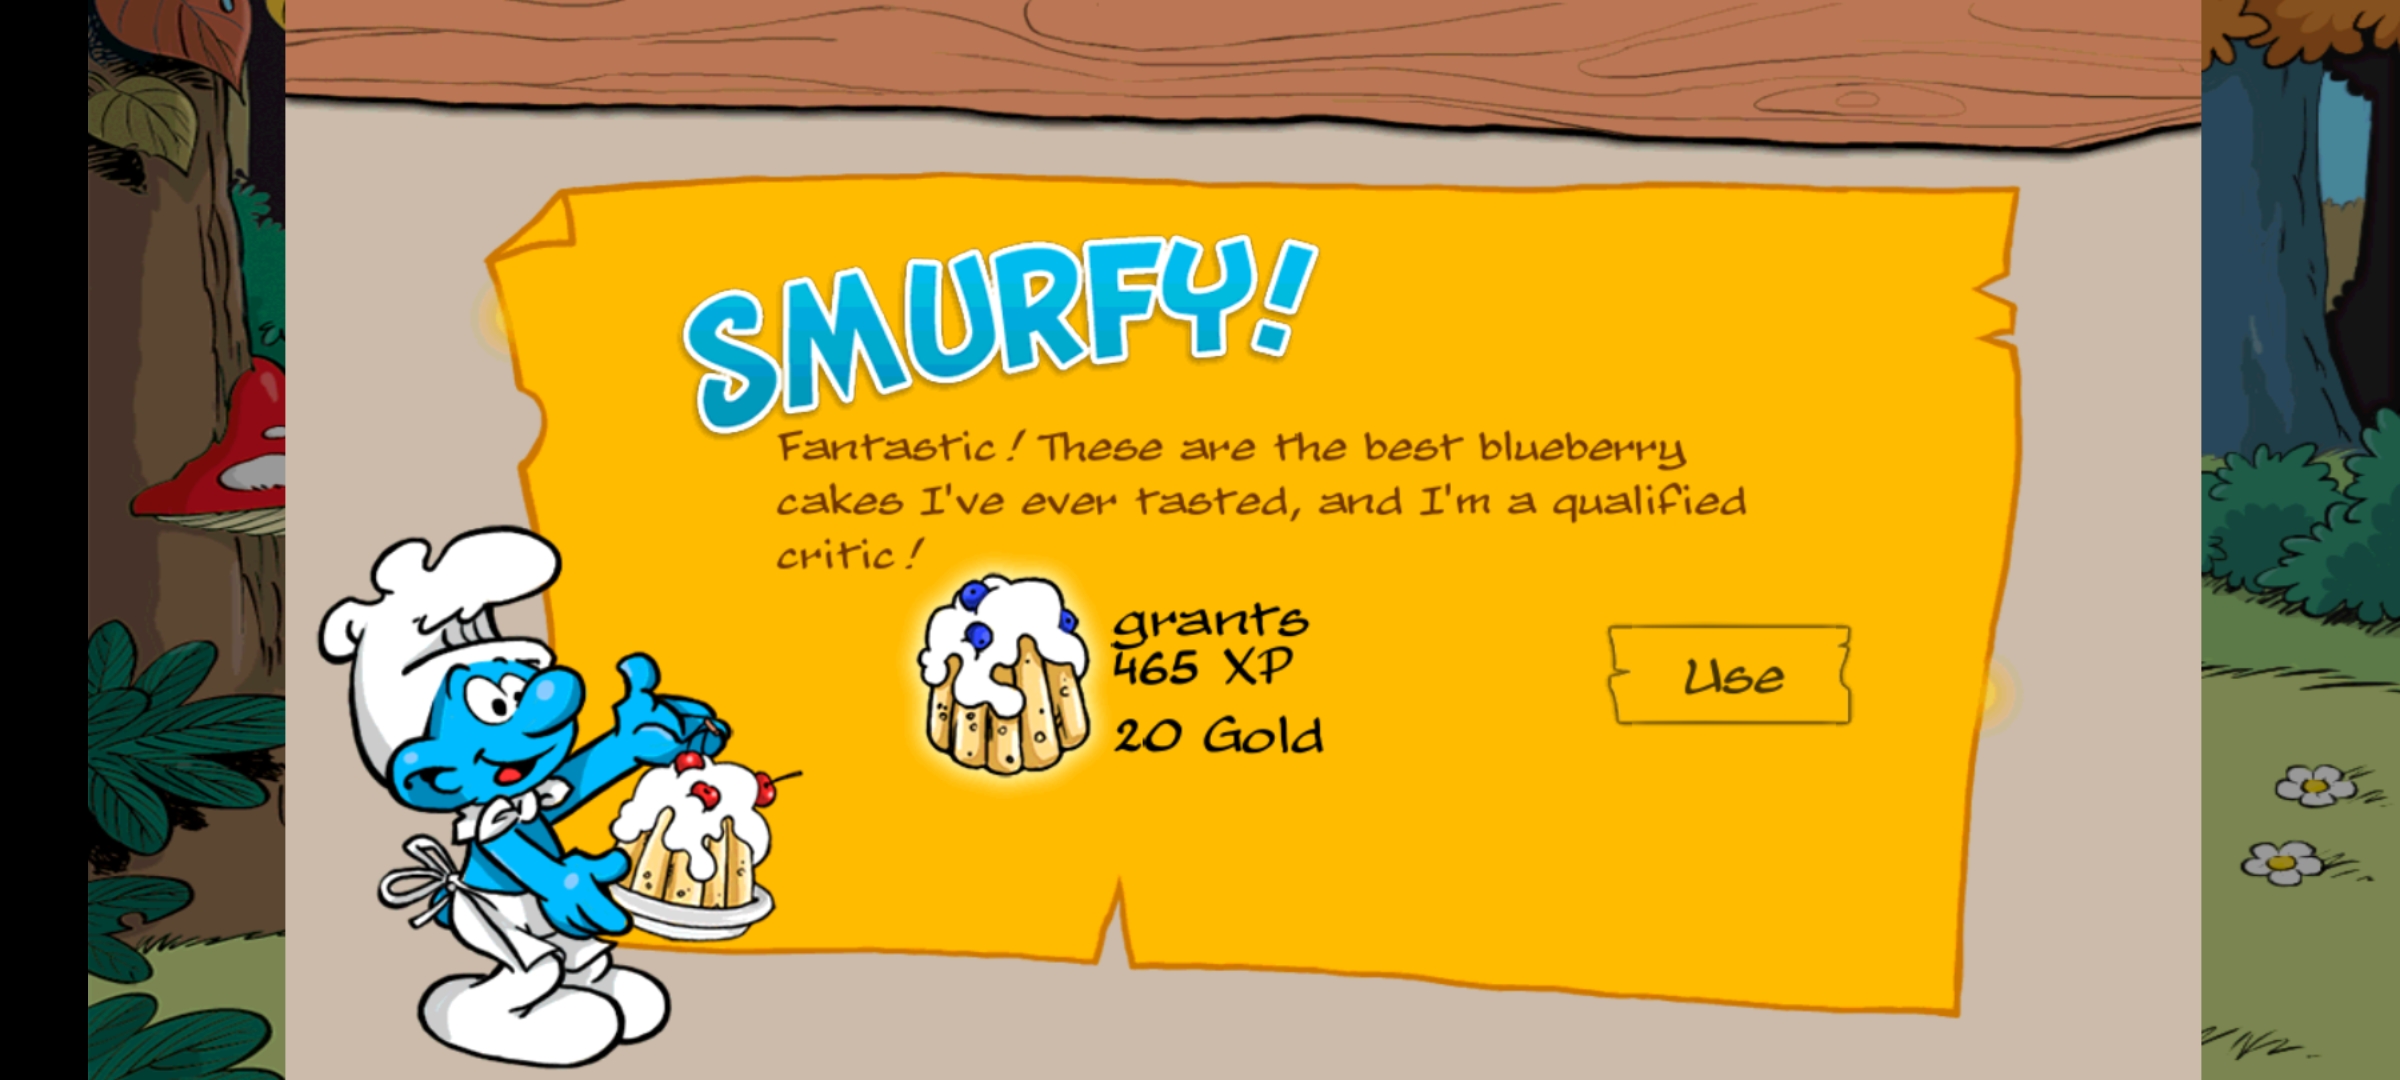 SMURFY!
Fantastic! These are the best blueberry
cakes I've ever tasted, and I'm a qualified
critic!
grants
465 XP
20 Gold
Use